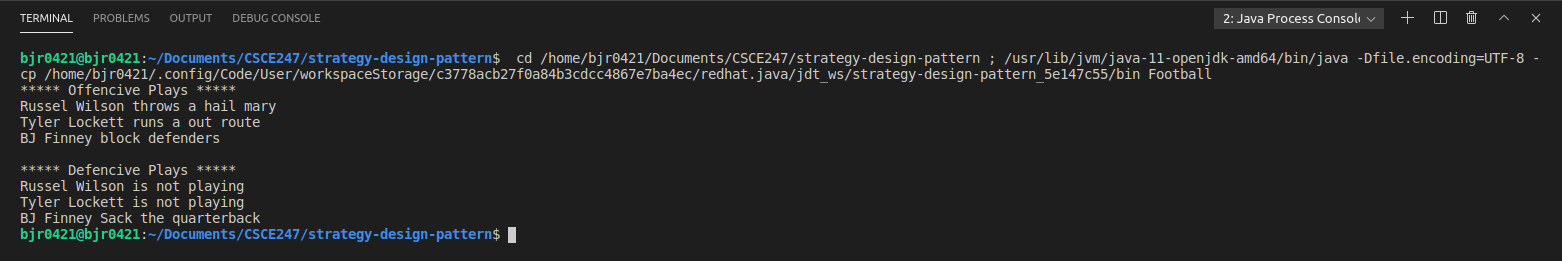 TERMINAL PROBLEMS OUTPUT DEBUG CONSOLE 2: Java Process Consol
bjr0421@bjr0421:~/Documents/CSCE247/strategy-design-pattern$  cd /home/bjr0421/Documents/CSCE247/strategy-design-pattern ; /usr/lib/jvm/java-11-openjdk-amd64/bin/java -Dfile.encoding=UTF-8 -
cp /home/bjr0421/.config/Code/User/workspaceStorage/c3778acb27f0a84b3cdcc4867e7ba4ec/redhat.java/jdt_ws/strategy-design-pattern_5e147c55/bin Football
***** Offencive Plays *****
Russel Wilson throws a hail mary
Tyler Lockett runs a out route
BJ Finney block defenders

***** Defencive Plays *****
Russel Wilson is not playing
Tyler Lockett is not playing
BJ Finney Sack the quarterback
bjr0421@bjr0421:~/Documents/CSCE247/strategy-design-pattern$